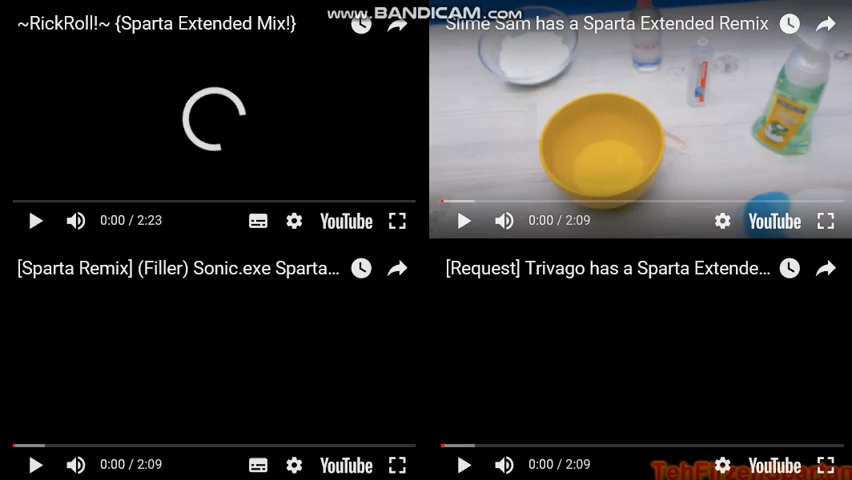 www.BANDICAM.com
~RickRoll!~ {Sparta Extended Mix!}
Slime Sam has a Sparta Extended Remix
0:00 / 2:23
YouTube
0:00 / 2:09
YouTube
[Sparta Remix] (Filler) Sonic.exe Sparta...
[Request] Trivago has a Sparta Extende...
0:00 / 2:09
YouTube
0:00 / 2:09
YouTube